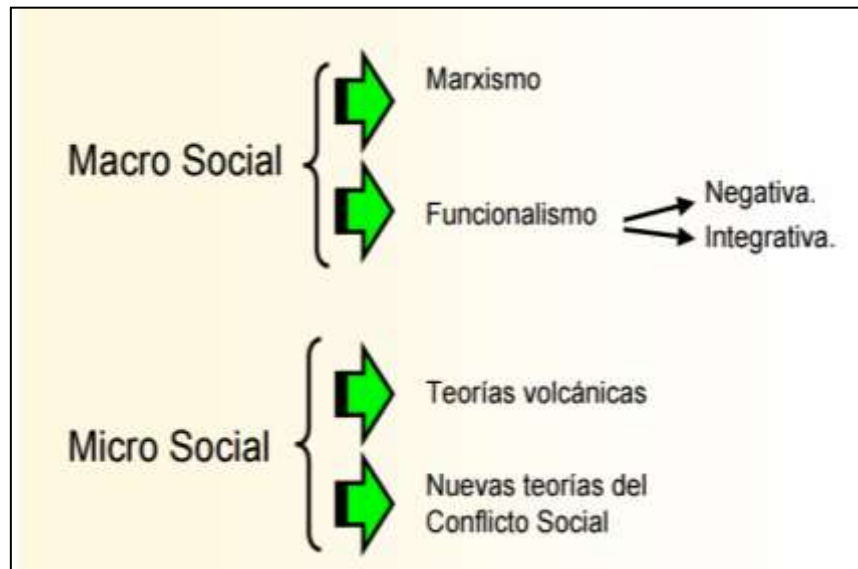 Macro Social
Marxismo
Funcionalismo
Negativa.
Integrativa.
Micro Social
Teorías volcánicas
Nuevas teorías del
Conflicto Social